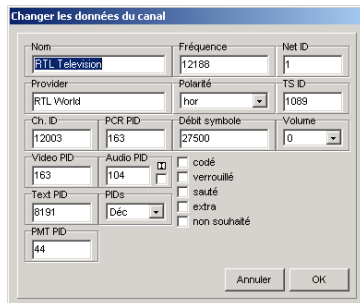 Changer les données du canal
Nom Fréquence Net ID
RTL Television 12188 1
Provider Polarité TS ID
RTL World hor 1089
Ch. ID PCR PID Débit symbole Volume
12003 163 27500 0
Video PID Audio PID codé
163 104 verrouillé
sauté
Text PID PIDs extra
8191 Déc non souhaité
PMT PID
44
Annuler OK